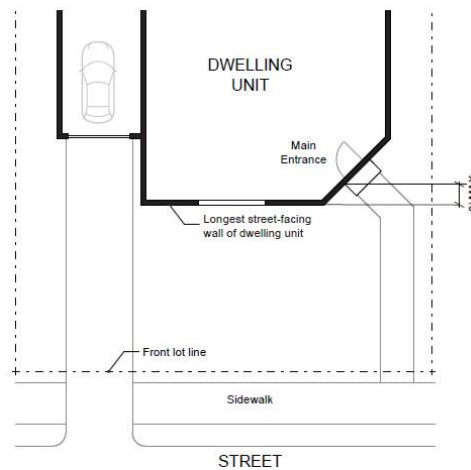 DWELLING
UNIT
Main
Entrance
Longest street-facing
wall of dwelling unit
Front lot line
Sidewalk
STREET